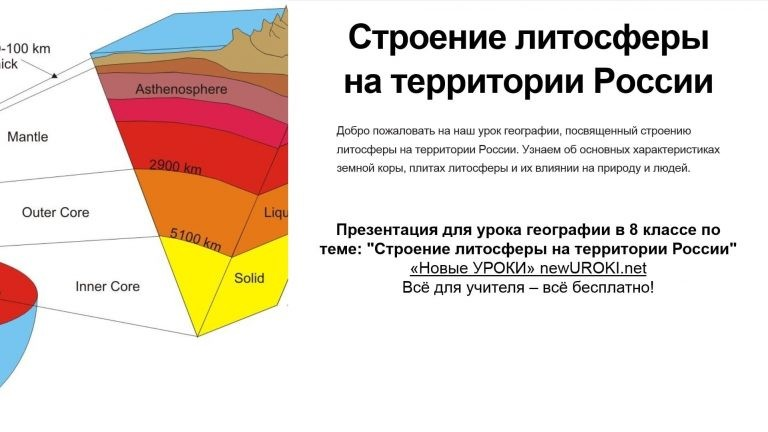 Строение литосферы
на территории России
Добро пожаловать на наш урок географии, посвященный строению
литосферы на территории России. Узнаем об основных характеристиках
земной коры, плитах литосферы и их влиянии на природу и людей.
Презентация для урока географии в 8 классе по
теме: "Строение литосферы на территории России"
«Новые УРОКИ» newUROKI.net
Всё для учителя – всё бесплатно!
-100 km
Asthenosphere
Mantle
2900 km
Outer Core
Liqu
5100 km
Solid
Inner Core